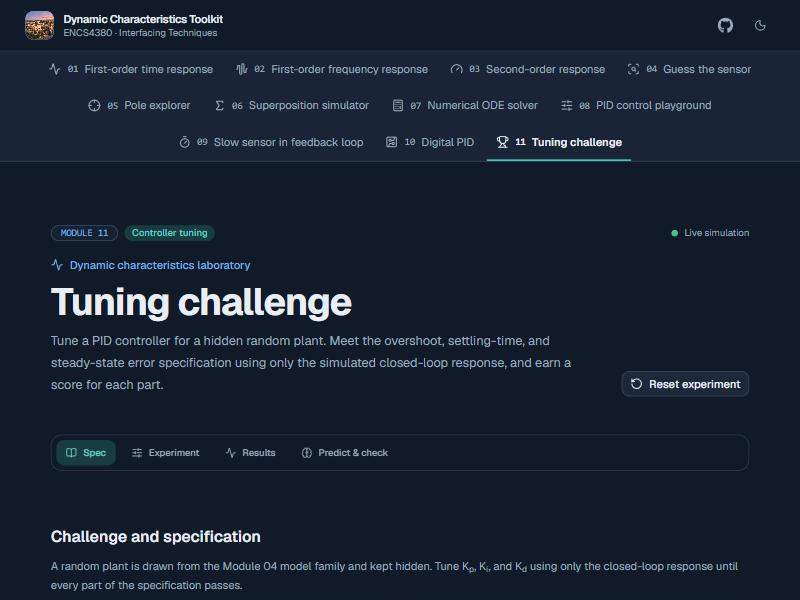 Dynamic Characteristics Toolkit
ENCS4380 · Interfacing Techniques
01 First-order time response
02 First-order frequency response
03 Second-order response
04 Guess the sensor
05 Pole explorer
06 Superposition simulator
07 Numerical ODE solver
08 PID control playground
09 Slow sensor in feedback loop
10 Digital PID
11 Tuning challenge
MODULE 11
Controller tuning
Live simulation
Dynamic characteristics laboratory
Tuning challenge
Tune a PID controller for a hidden random plant. Meet the overshoot, settling-time, and
steady-state error specification using only the simulated closed-loop response, and earn a
score for each part.
Reset experiment
Spec
Experiment
Results
Predict & check
Challenge and specification
A random plant is drawn from the Module 04 model family and kept hidden. Tune Kp, Ki, and Kd using only the closed-loop response until
every part of the specification passes.